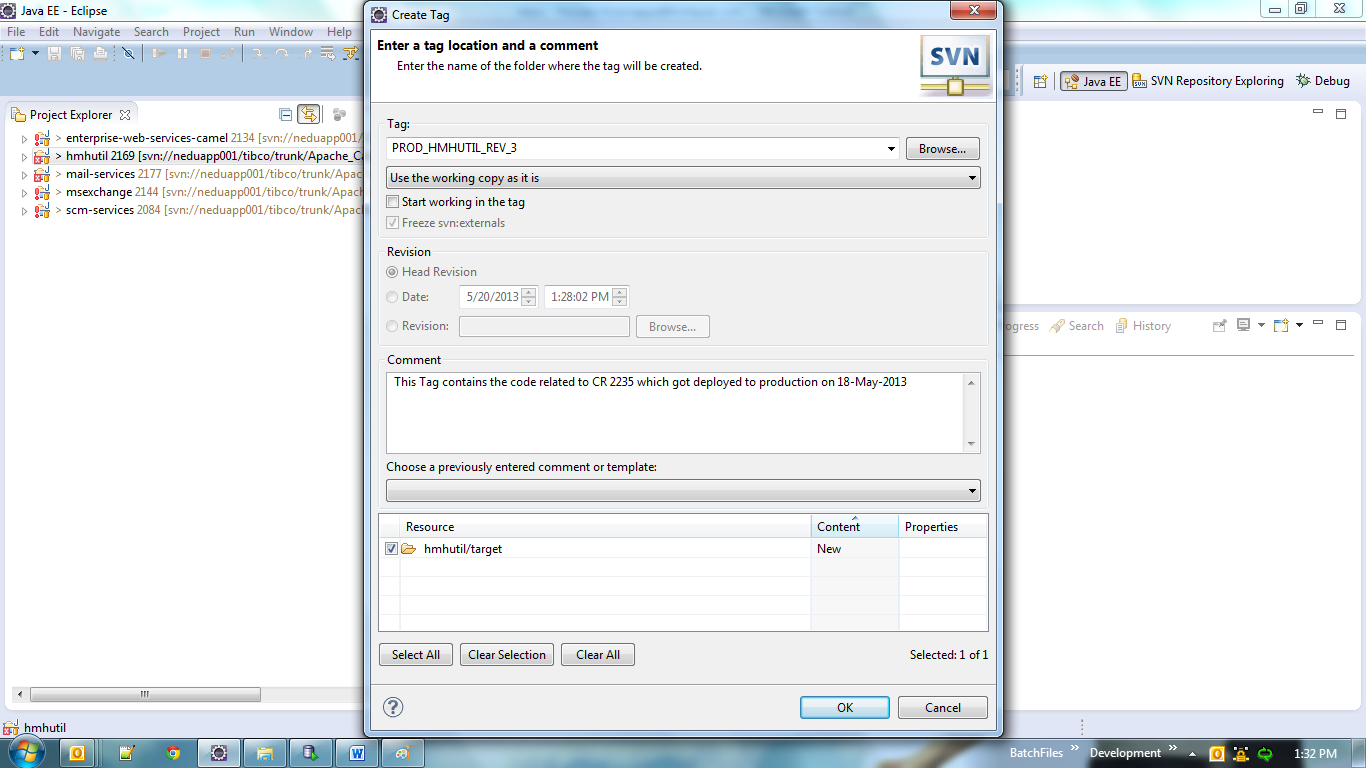 Java EE - Eclipse
File Edit Navigate Search Project Run Window Help
Project Explorer
> enterprise-web-services-camel 2134 [svn://neduapp001/
> hmhutil 2169 [svn://neduapp001/tibco/trunk/Apache_Ca
> mail-services 2177 [svn://neduapp001/tibco/trunk/Apac
> msexchange 2144 [svn://neduapp001/tibco/trunk/Apach
> scm-services 2084 [svn://neduapp001/tibco/trunk/Apac
hmhutil
Create Tag
Enter a tag location and a comment
Enter the name of the folder where the tag will be created.
SVN
Tag:
PROD_HMHUTIL_REV_3 Browse...
Use the working copy as it is
Start working in the tag
Freeze svn:externals
Revision
Head Revision
Date: 5/20/2013 1:28:02 PM
Revision: Browse...
Comment
This Tag contains the code related to CR 2235 which got deployed to production on 18-May-2013
Choose a previously entered comment or template:
Resource Content Properties
hmhutil/target New
Select All Clear Selection Clear All Selected: 1 of 1
OK Cancel
Java EE SVN Repository Exploring Debug
ogress Search History
BatchFiles » Development » 1:32 PM